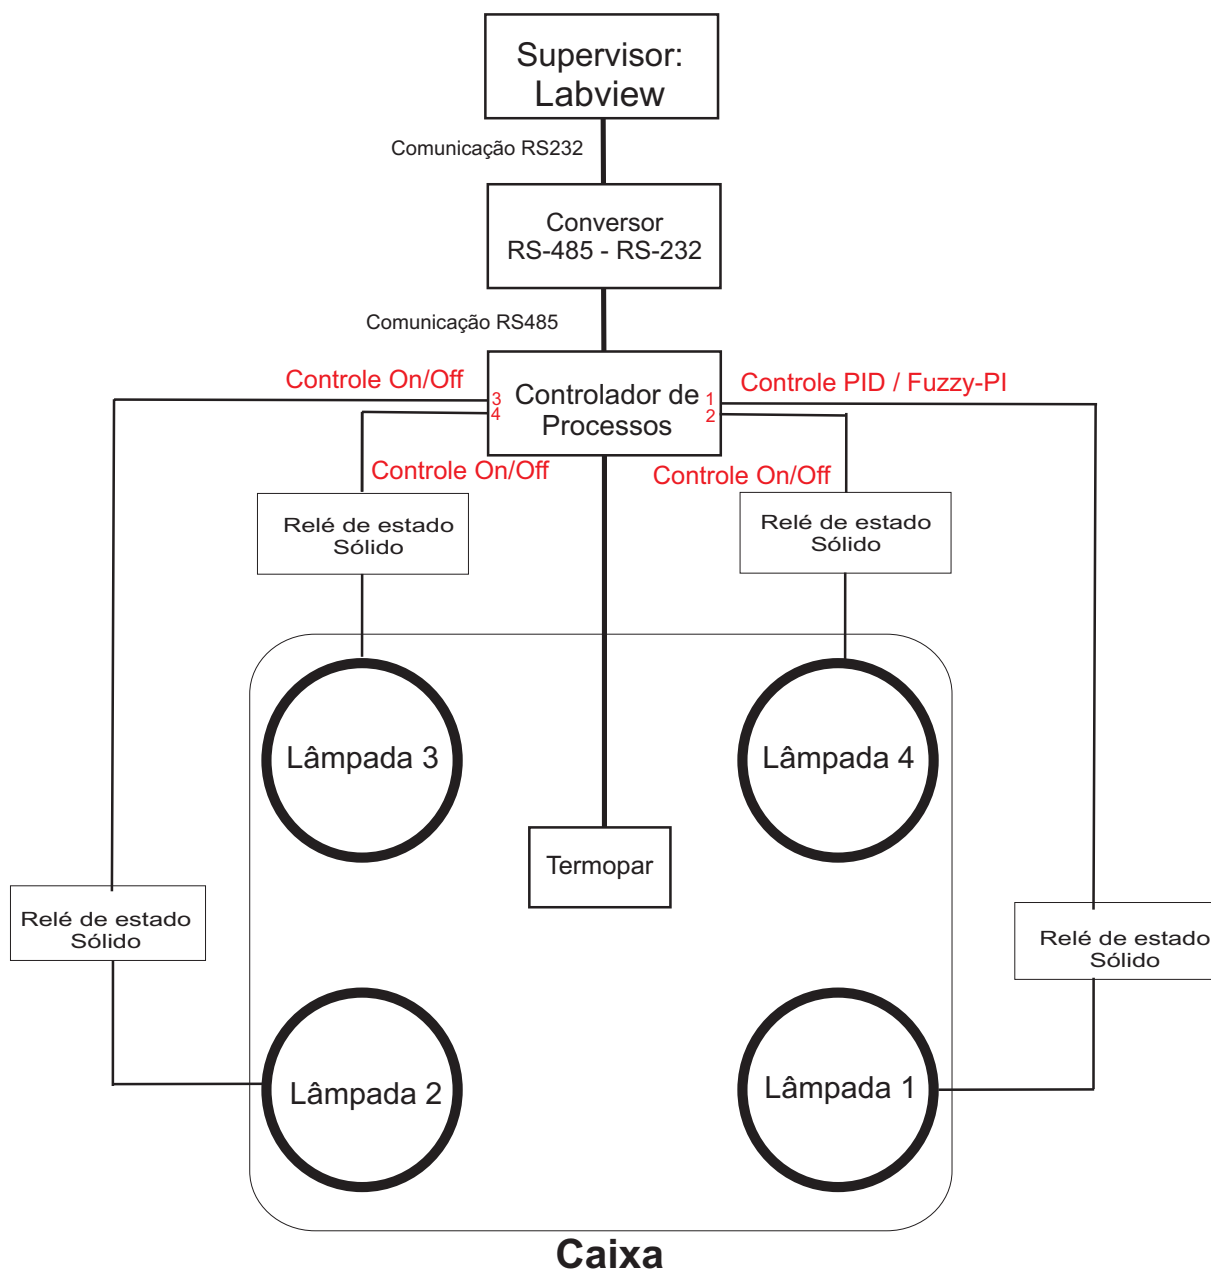 Supervisor:
Labview
Comunicação RS232
Conversor
RS-485 - RS-232
Comunicação RS485
Controle On/Off
Controle PID / Fuzzy-PI
3
4
Controlador de
Processos
1
2
Controle On/Off
Controle On/Off
Relé de estado
Sólido
Relé de estado
Sólido
Lâmpada 3
Lâmpada 4
Termopar
Relé de estado
Sólido
Relé de estado
Sólido
Lâmpada 2
Lâmpada 1
Caixa